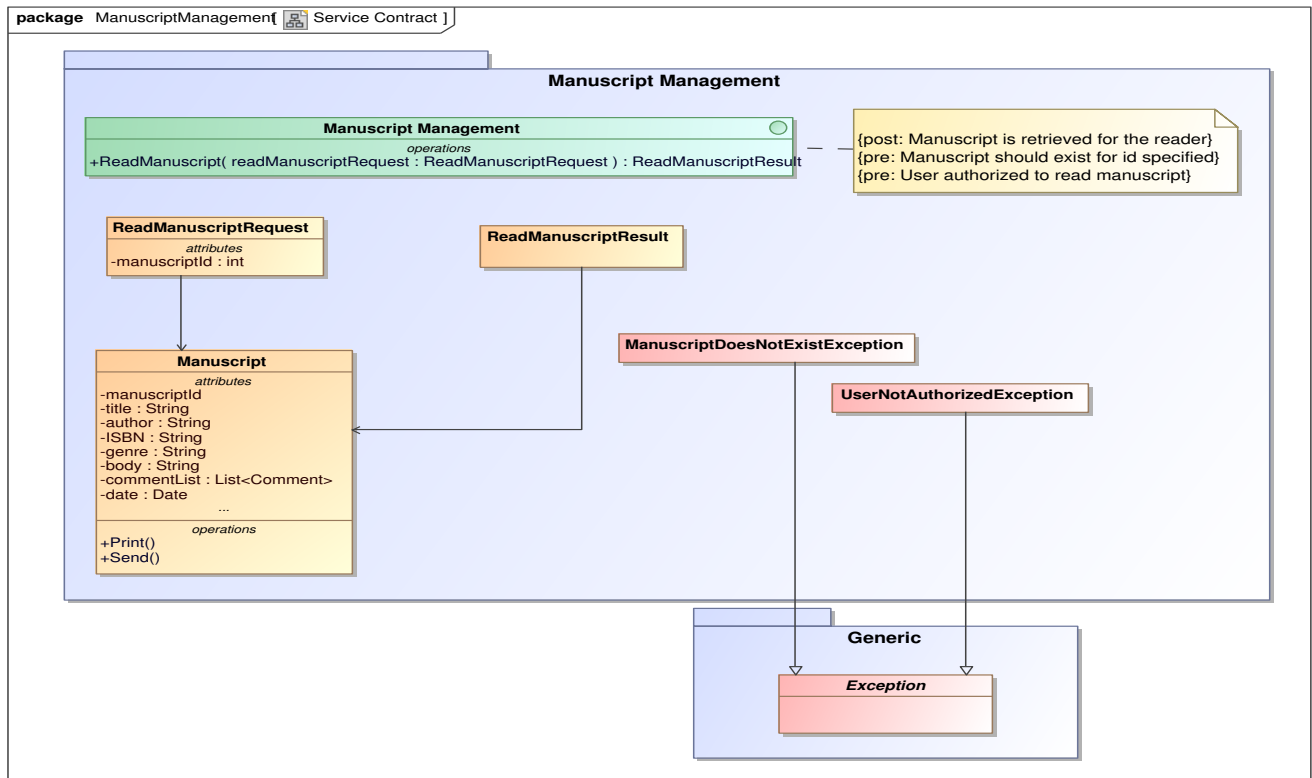 package ManuscriptManagement[ Service Contract ]
Manuscript Management
Manuscript Management
operations
+ReadManuscript( readManuscriptRequest : ReadManuscriptRequest ) : ReadManuscriptResult
{post: Manuscript is retrieved for the reader}
{pre: Manuscript should exist for id specified}
{pre: User authorized to read manuscript}
ReadManuscriptRequest
attributes
-manuscriptId : int
ReadManuscriptResult
ManuscriptDoesNotExistException
UserNotAuthorizedException
Manuscript
attributes
-manuscriptId
-title : String
-author : String
-ISBN : String
-genre : String
-body : String
-commentList : List<Comment>
-date : Date
...
operations
+Print()
+Send()
Generic
Exception